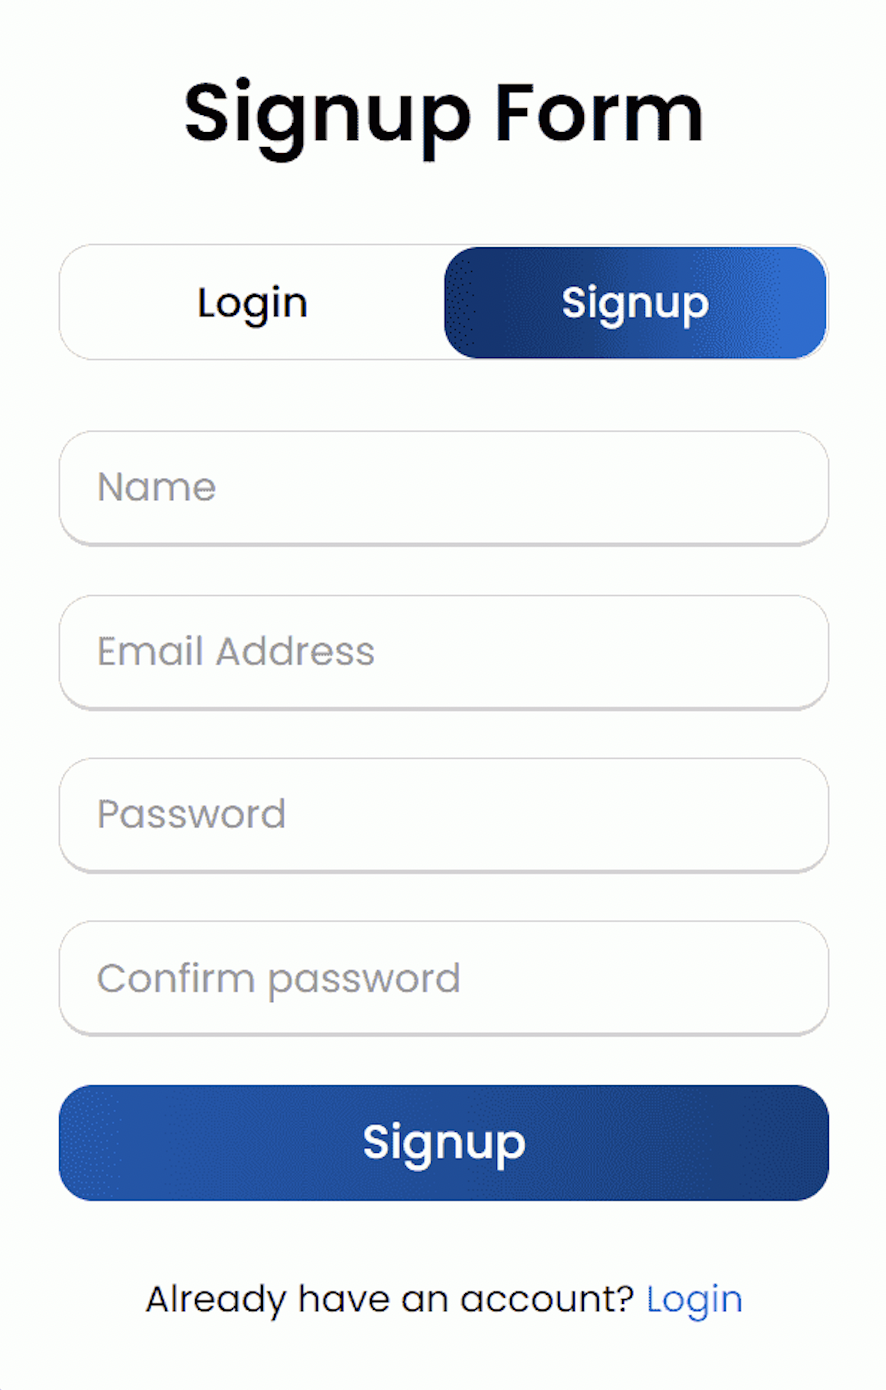 Signup Form
Login Signup
Name
Email Address
Password
Confirm password
Signup
Already have an account? Login